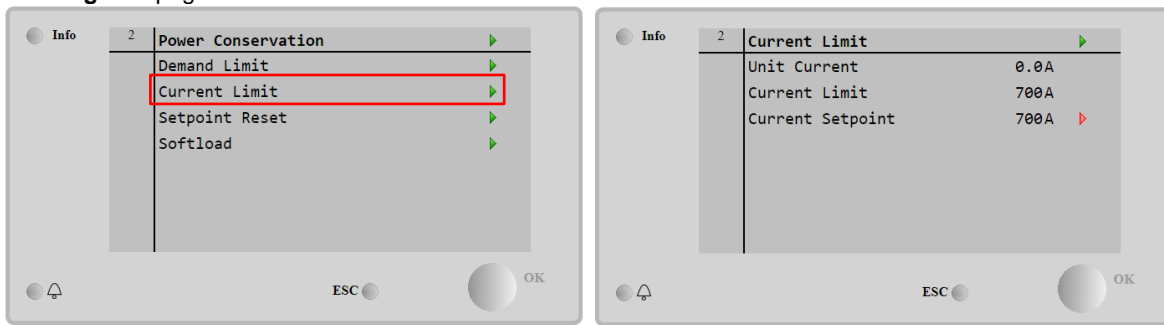 Info
2
Power Conservation
Demand Limit
Current Limit
Setpoint Reset
Softload
ESC
OK
Info
2
Current Limit
Unit Current 0.0A
Current Limit 700A
Current Setpoint 700A
ESC
OK